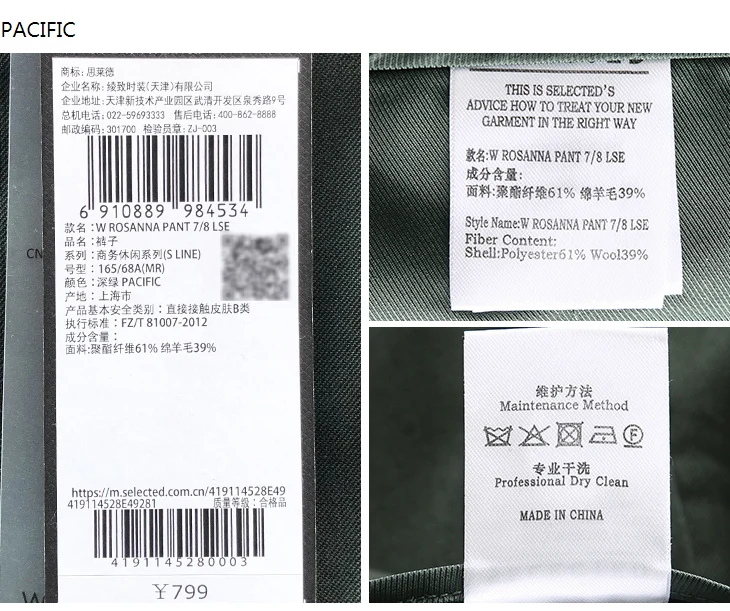 PACIFIC
商标: 思莱德
企业名称: 绫致时装(天津)有限公司
企业地址: 天津新技术产业园区武清开发区泉秀路9号
总机电话: 022-59693333 售后电话: 400-862-8888
邮政编码: 301700 检验员章: ZJ-003
6 910889 984534
款名: W ROSANNA PANT 7/8 LSE
品名: 裤子
系列: 商务休闲系列(S LINE)
号型: 165/68A(MR)
颜色: 深绿 PACIFIC
产地: 上海市
产品基本安全类别: 直接接触皮肤B类
执行标准: FZ/T 81007-2012
成分含量:
面料:聚酯纤维61% 绵羊毛39%
https://m.selected.com.cn/419114528E49
419114528E49281 质量等级: 合格品
4191145280003
¥799
CN
THIS IS SELECTED'S
ADVICE HOW TO TREAT YOUR NEW
GARMENT IN THE RIGHT WAY
款名:W ROSANNA PANT 7/8 LSE
成分含量:
面料:聚酯纤维61% 绵羊毛39%
Style Name:W ROSANNA PANT 7/8 LSE
Fiber Content:
Shell:Polyester61% Wool39%
维护方法
Maintenance Method
F
专业干洗
Professional Dry Clean
MADE IN CHINA